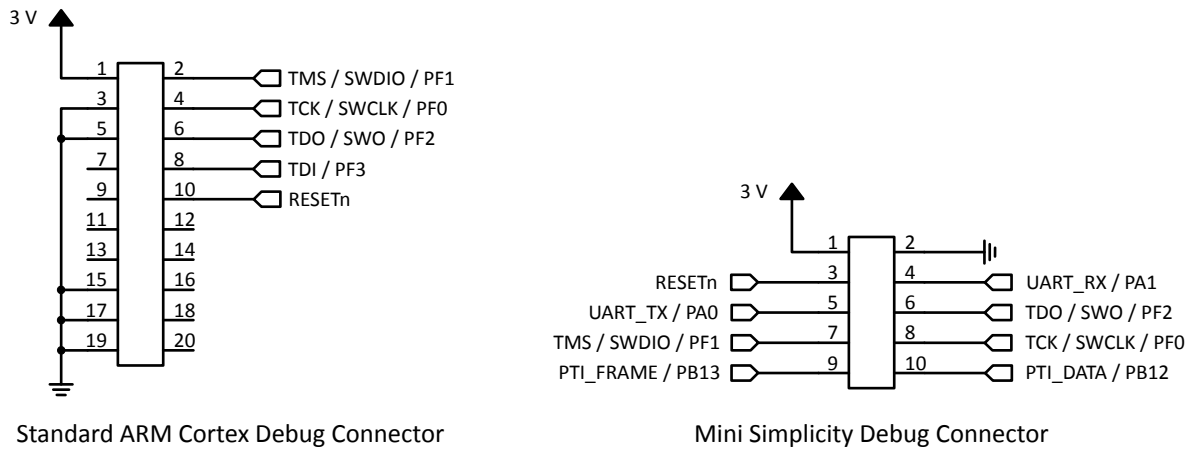 3 V
1 2 TMS / SWDIO / PF1
3 4 TCK / SWCLK / PF0
5 6 TDO / SWO / PF2
7 8 TDI / PF3
9 10 RESETn
11 12
13 14
15 16
17 18
19 20
Standard ARM Cortex Debug Connector
3 V
1 2
RESETn 3 4 UART_RX / PA1
UART_TX / PA0 5 6 TDO / SWO / PF2
TMS / SWDIO / PF1 7 8 TCK / SWCLK / PF0
PTI_FRAME / PB13 9 10 PTI_DATA / PB12
Mini Simplicity Debug Connector